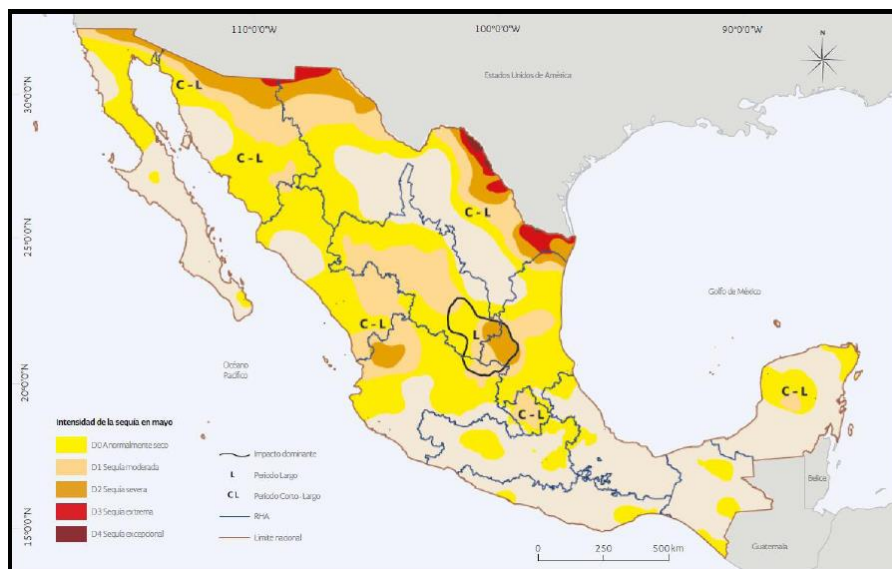 110°0'0"W
100°0'0"W
90°0'0"W
N
Estados Unidos de América
30°0'0"N
C - L
C - L
C - L
25°0'0"N
Golfo de México
L
C - L
Océano
Pacífico
20°0'0"N
C - L
C - L
Intensidad de la sequía en mayo
D0 Anormalmente seco
D1 Sequía moderada
D2 Sequía severa
D3 Sequía extrema
D4 Sequía excepcional
Impacto dominante
L Periodo Largo
C L Periodo Corto - Largo
RHA
Límite nacional
Belice
Guatemala
15°0'0"N
0 250 500 km